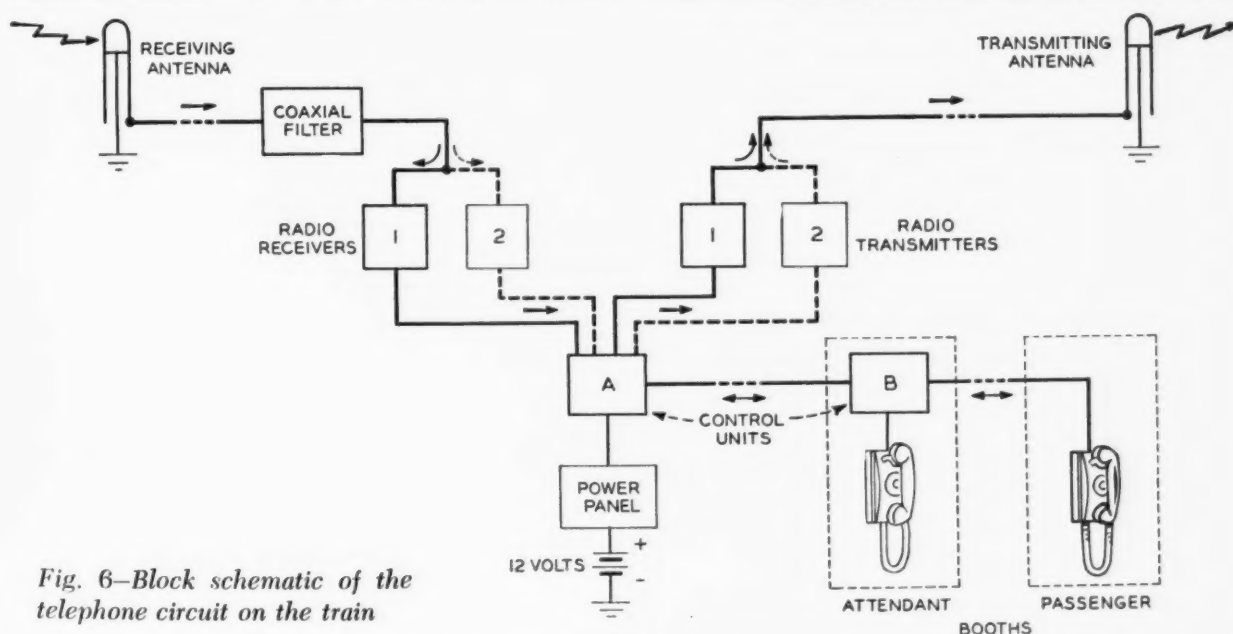 RECEIVING
ANTENNA
TRANSMITTING
ANTENNA
COAXIAL
FILTER
RADIO
RECEIVERS
1
2
1
2
RADIO
TRANSMITTERS
A
B
CONTROL
UNITS
POWER
PANEL
12 VOLTS
+
-
ATTENDANT
PASSENGER
BOOTHS
Fig. 6—Block schematic of the
telephone circuit on the train